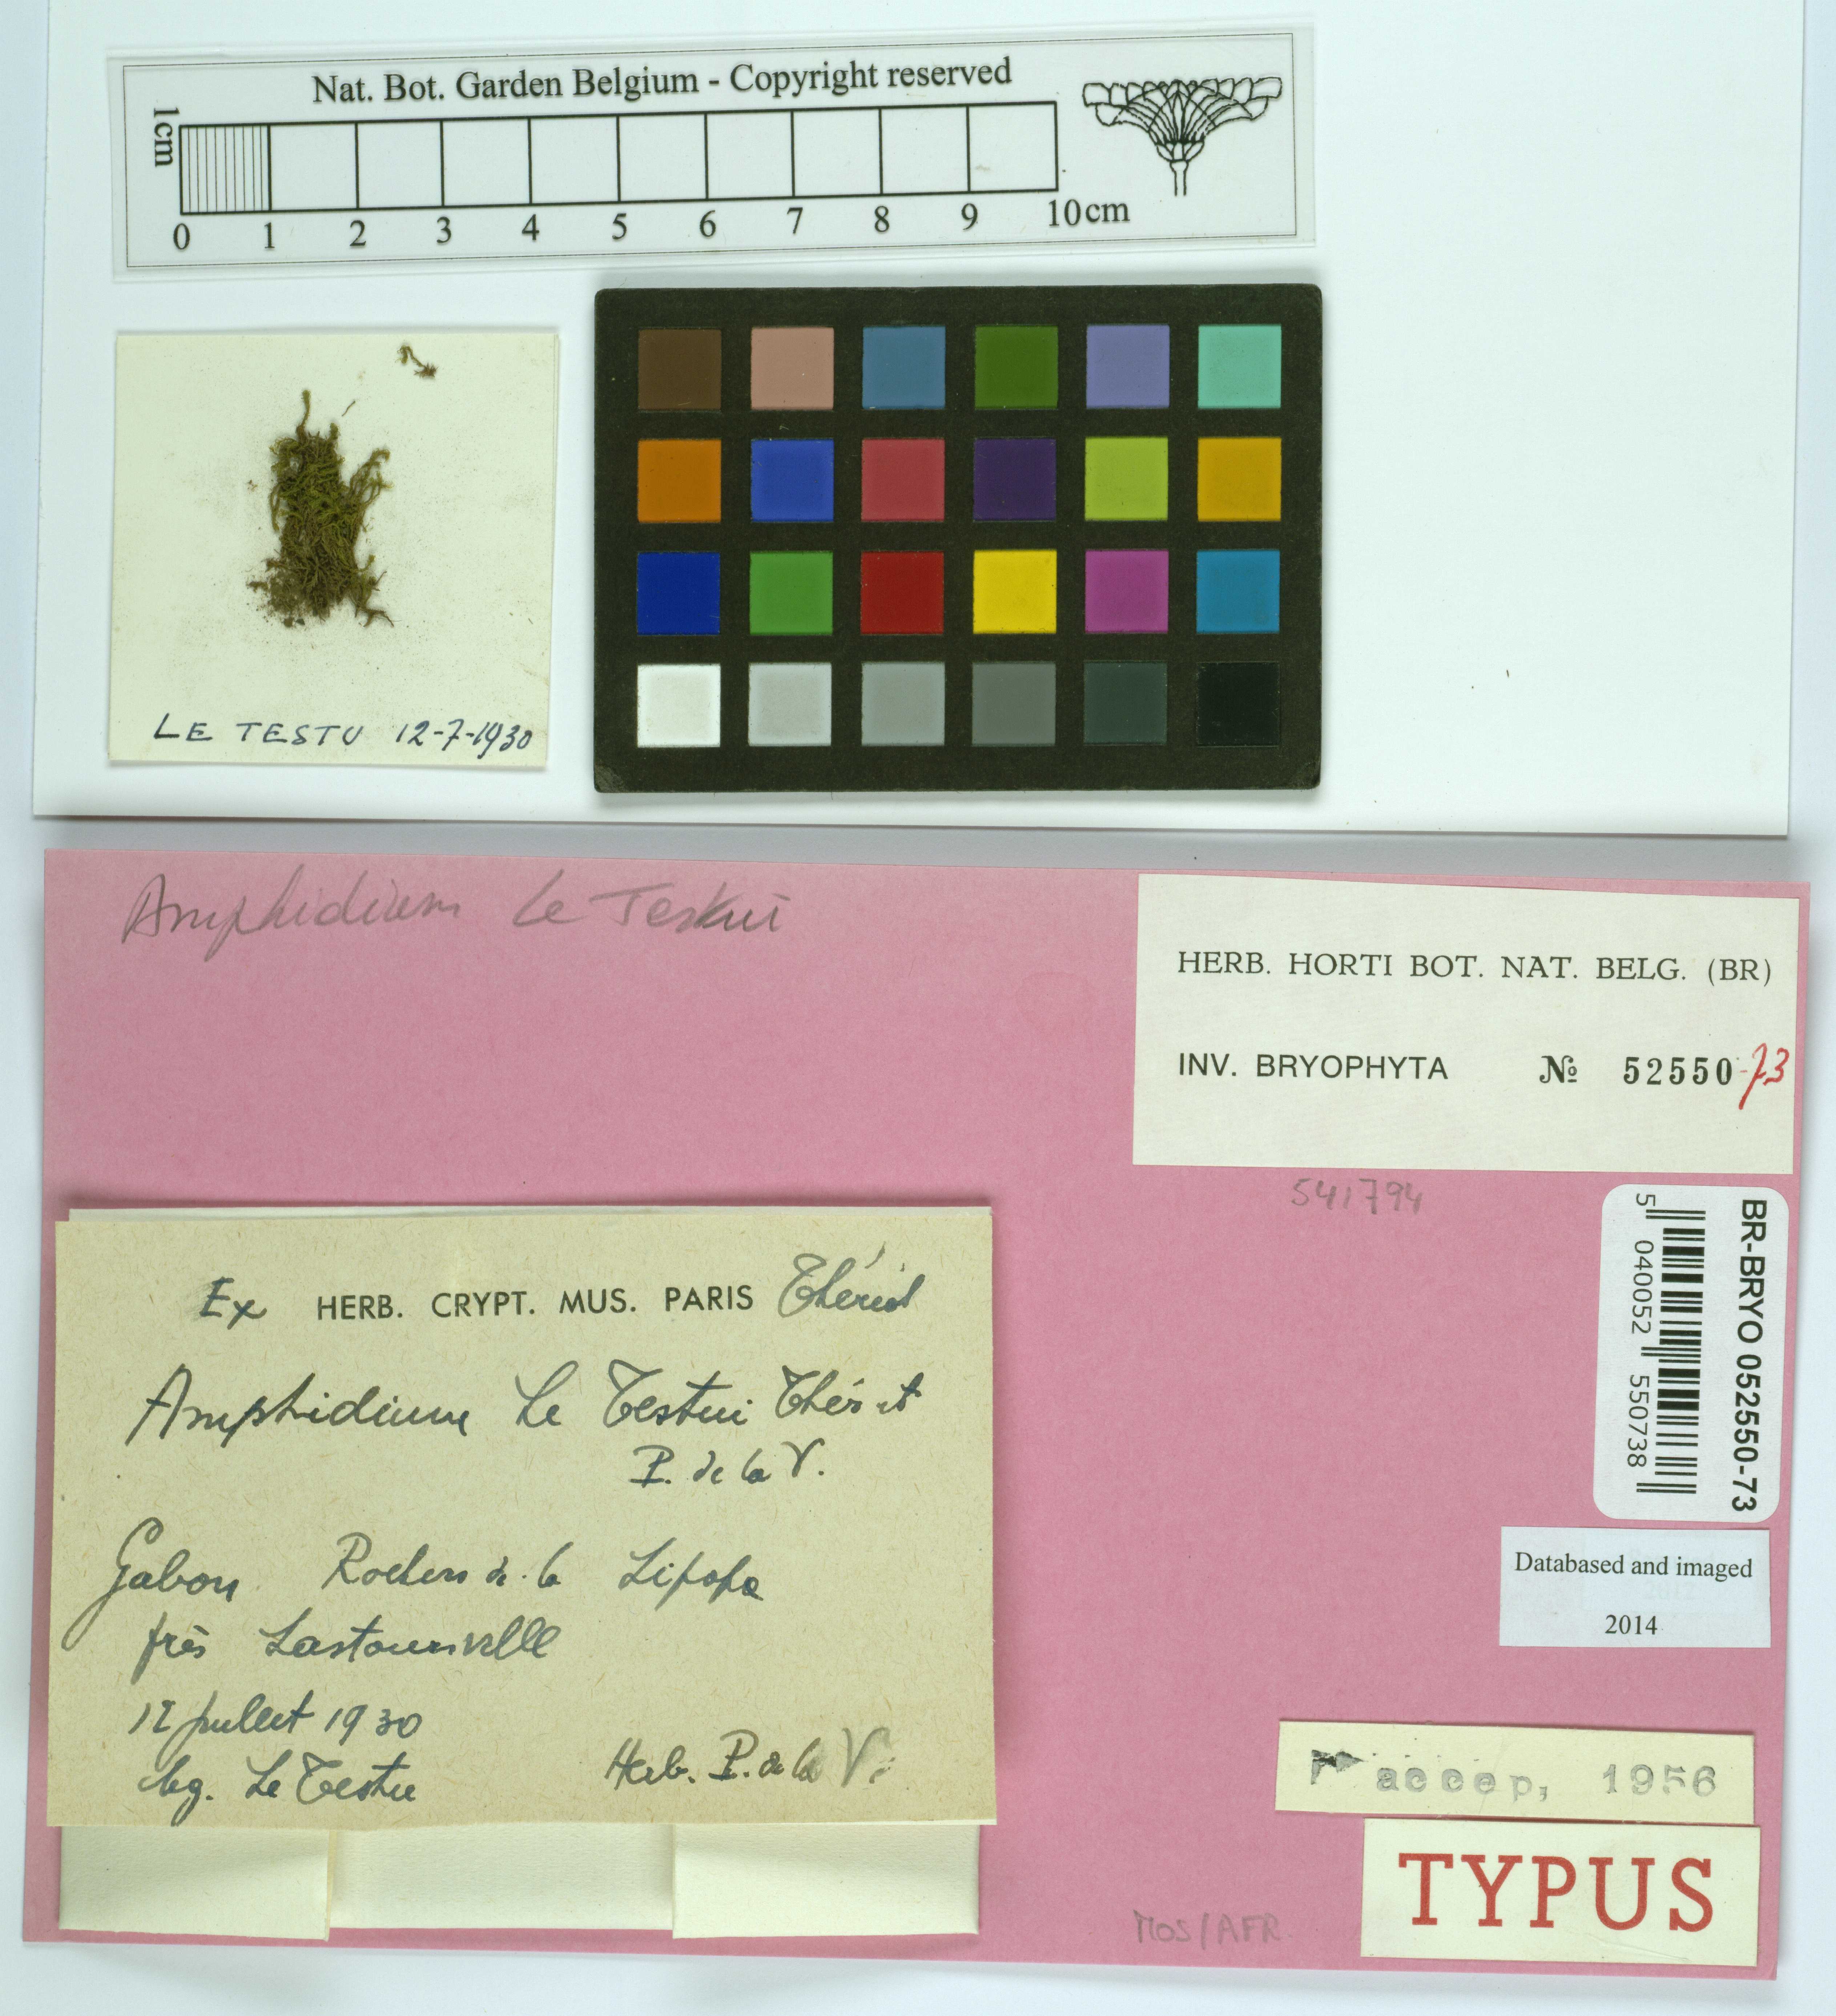 Nat. Bot. Garden Belgium - Copyright reserved
1cm
0 1 2 3 4 5 6 7 8 9 10cm
LE TESTU 12-7-1930
Amphidium Le Testui
HERB. HORTI BOT. NAT. BELG. (BR)
INV. BRYOPHYTA № 52550-73
541794
BR-BRYO 052550-73
5 040052 550738
Databased and imaged
2014
Ex HERB. CRYPT. MUS. PARIS Thériot
Amphidium Le Testui Thér et
P. de la V.
Gabon Rochers de la Lipopa
près Lastoursville
12 juillet 1930
leg. Le Testu
Herb. P. de la V.
accep, 1956
TYPUS
MOS/AFR